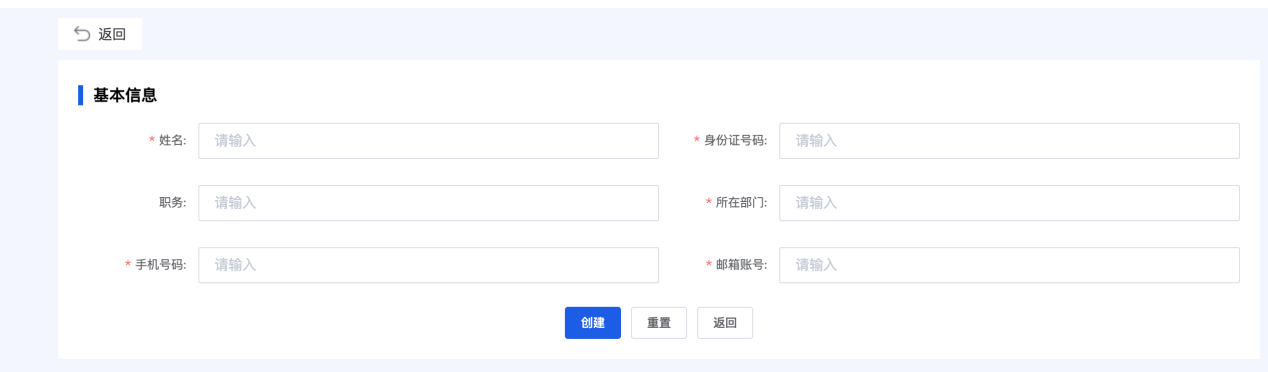 返回
基本信息
* 姓名: 请输入 * 身份证号码: 请输入
职务: 请输入 * 所在部门: 请输入
* 手机号码: 请输入 * 邮箱账号: 请输入
创建 重置 返回